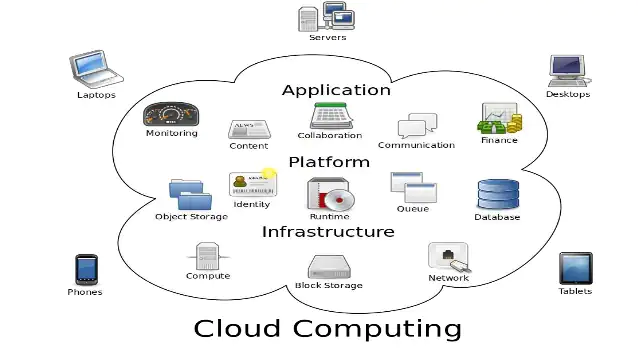 Servers
Laptops
Desktops
Application
Monitoring
Content
Collaboration
Communication
Finance
Platform
Object Storage
Identity
Runtime
Queue
Database
Infrastructure
Compute
Block Storage
Network
Phones
Tablets
Cloud Computing